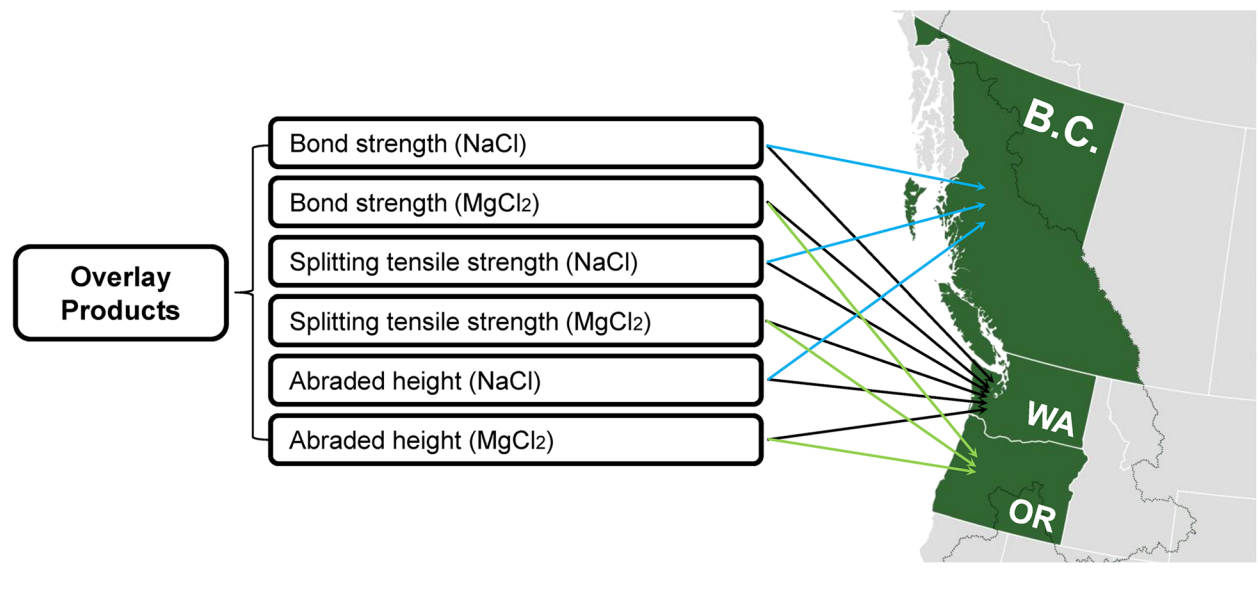 Overlay
Products
Bond strength (NaCl)
Bond strength (MgCl2)
Splitting tensile strength (NaCl)
Splitting tensile strength (MgCl2)
Abraded height (NaCl)
Abraded height (MgCl2)
B.C.
WA
OR